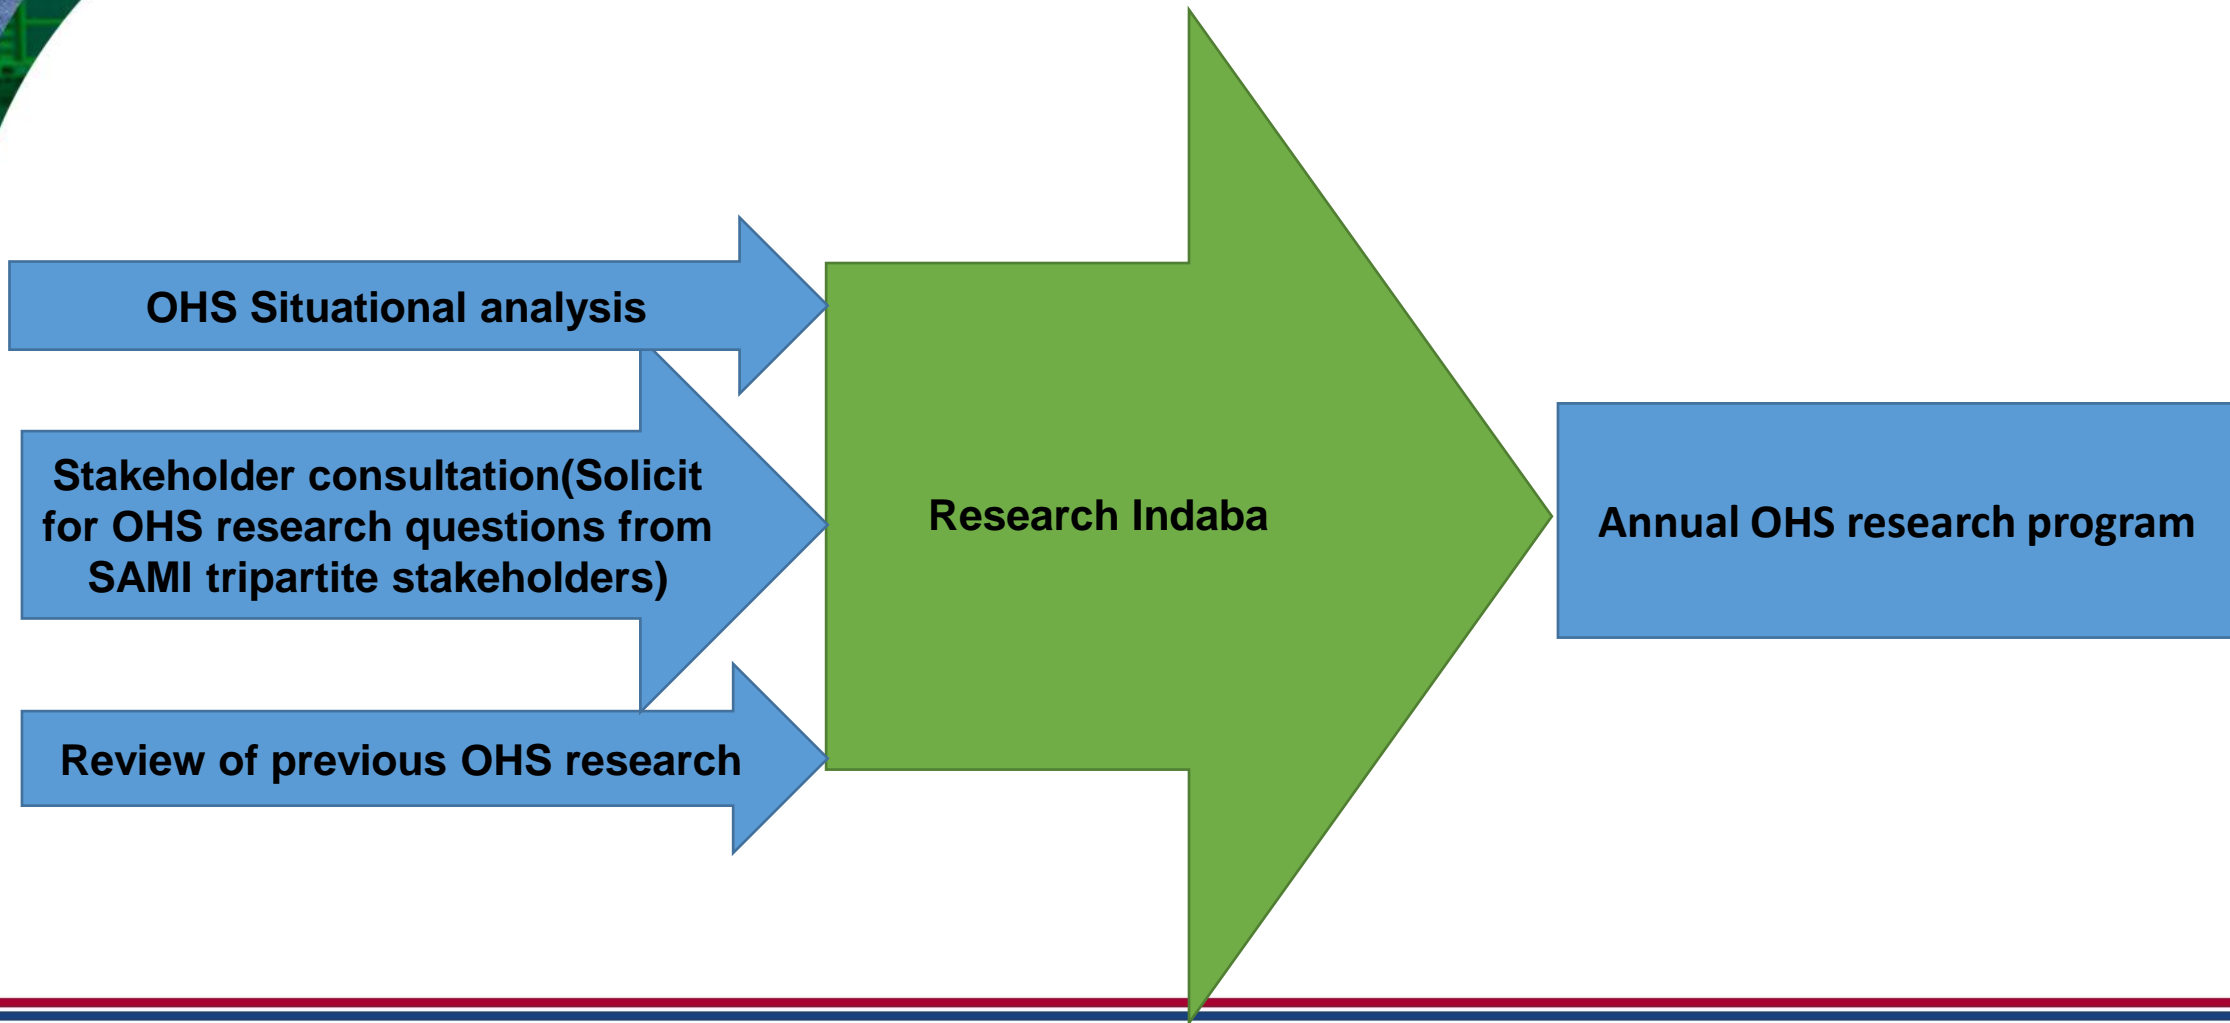 OHS Situational analysis
Stakeholder consultation(Solicit
for OHS research questions from
SAMI tripartite stakeholders)
Review of previous OHS research
Research Indaba
Annual OHS research program